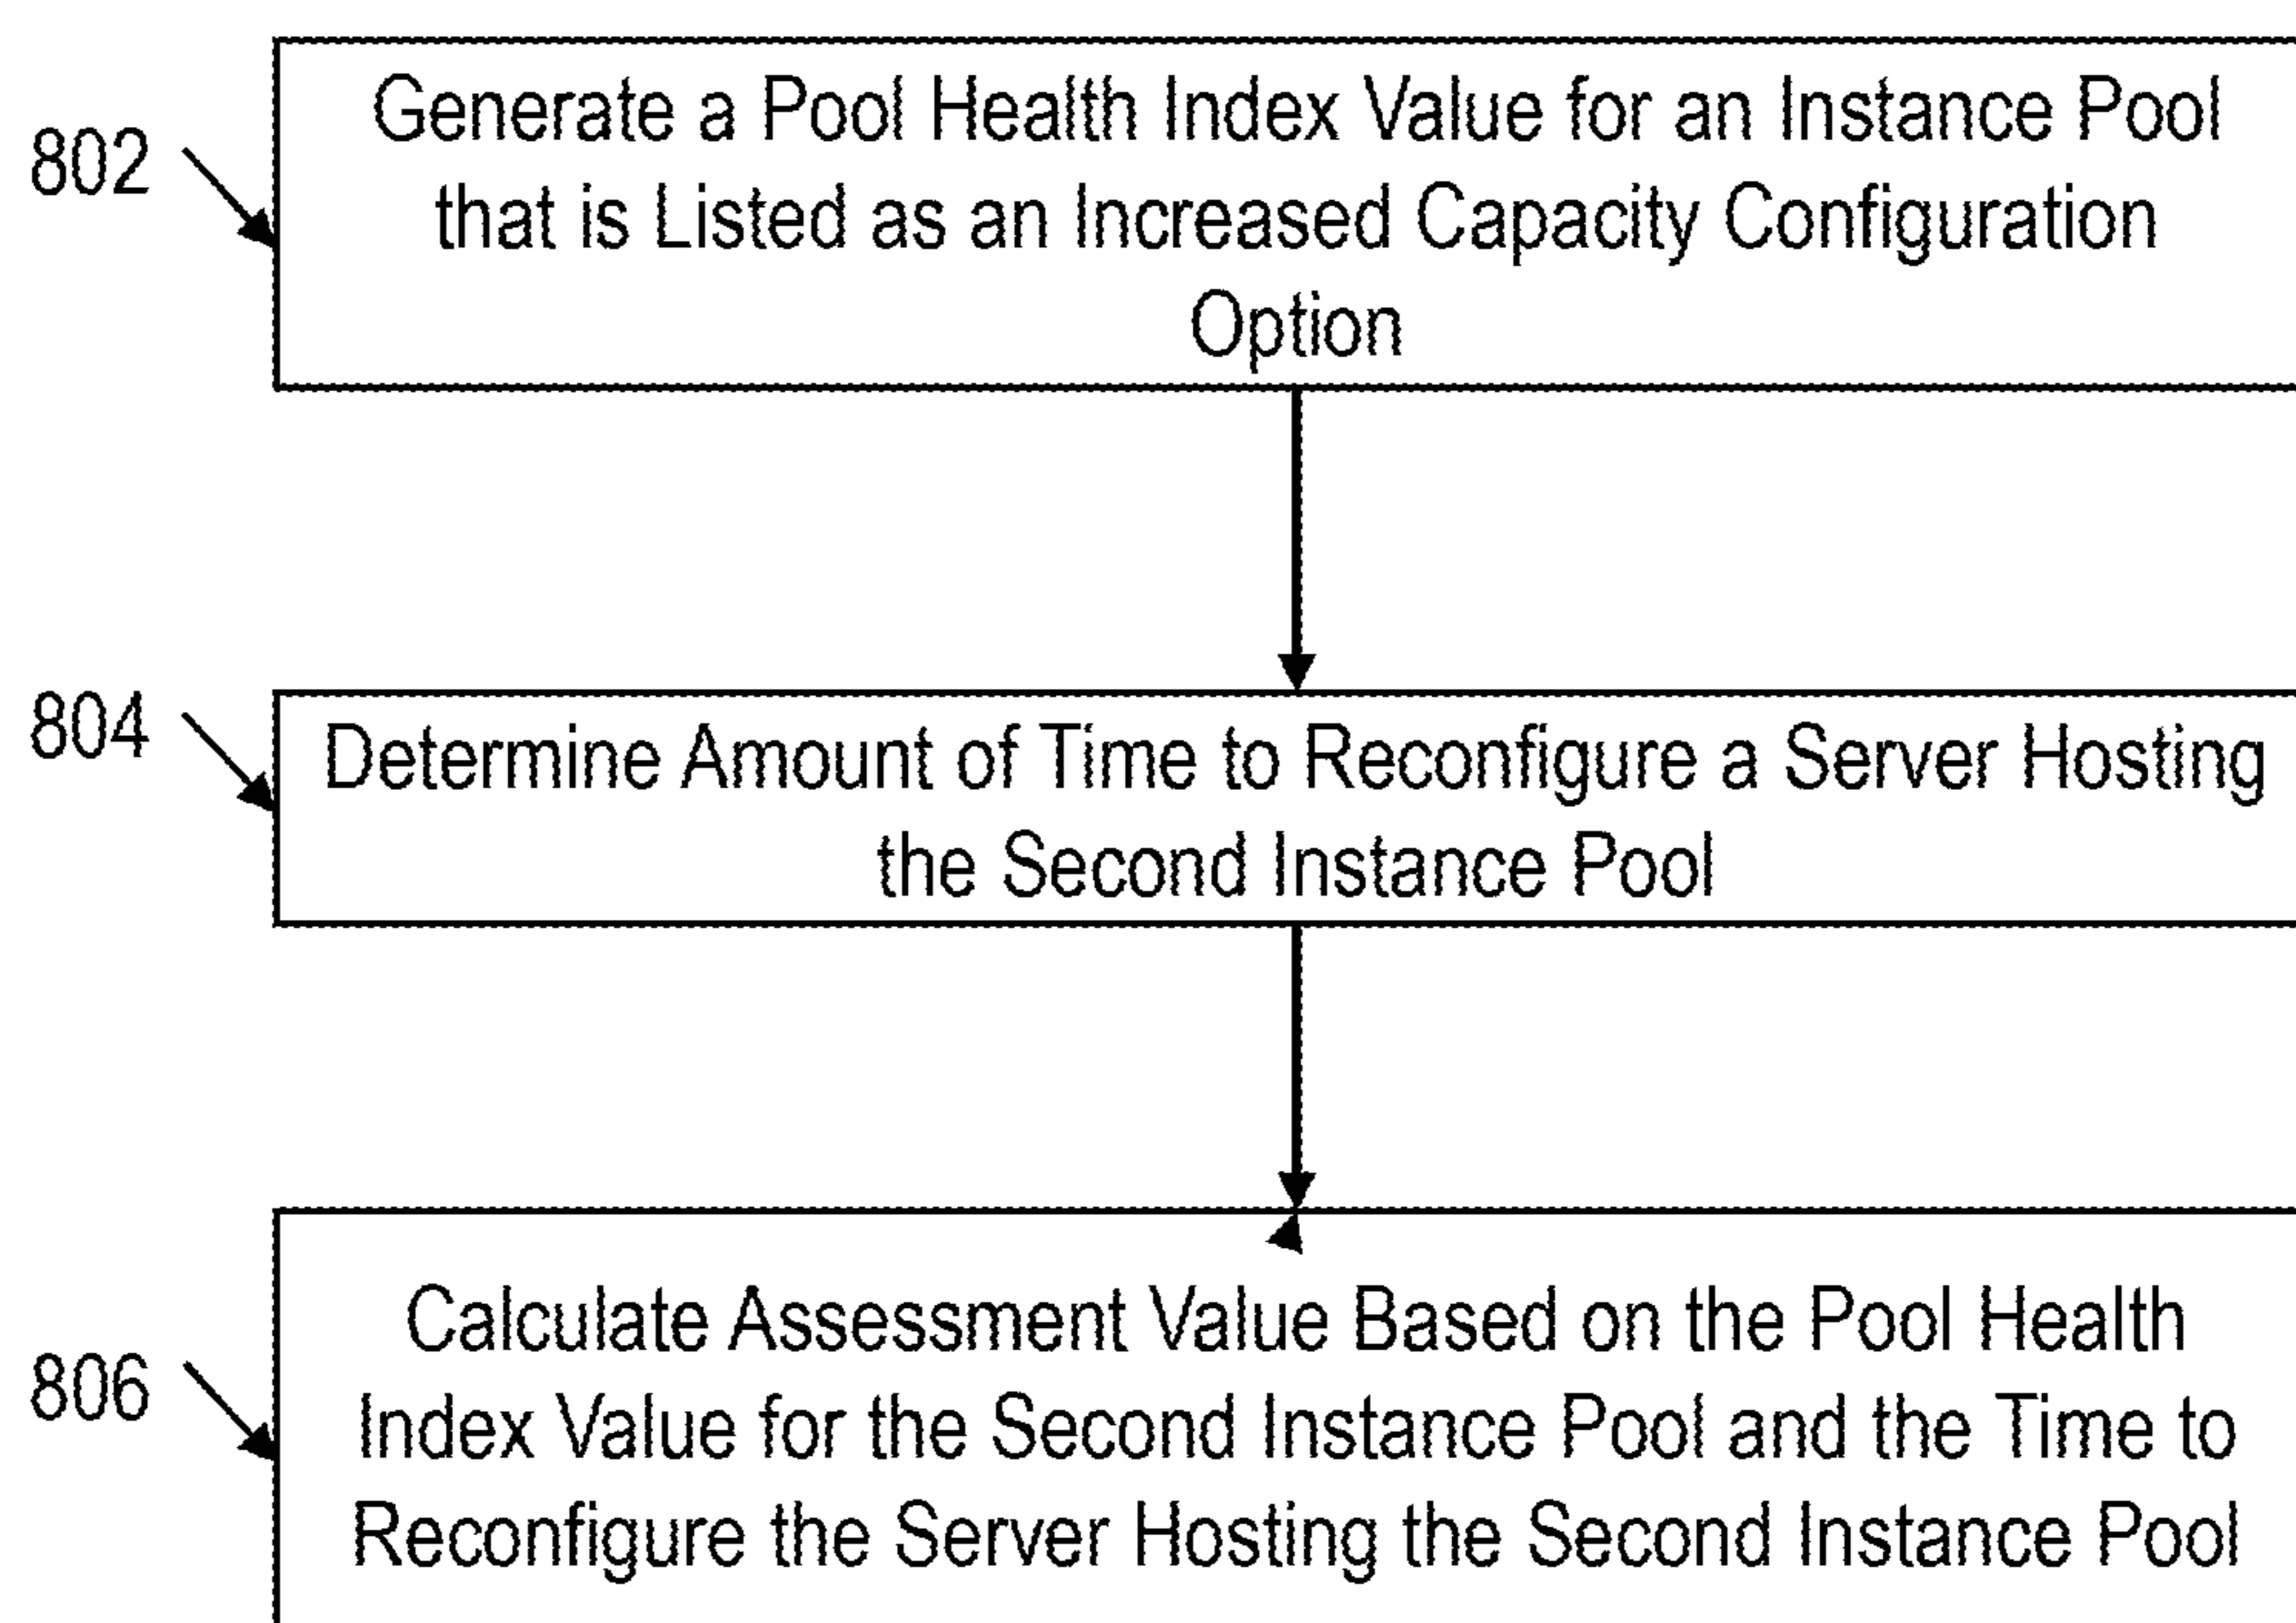 802
Generate a Pool Health Index Value for an Instance Pool
that is Listed as an Increased Capacity Configuration
Option
804
Determine Amount of Time to Reconfigure a Server Hosting
the Second Instance Pool
806
Calculate Assessment Value Based on the Pool Health
Index Value for the Second Instance Pool and the Time to
Reconfigure the Server Hosting the Second Instance Pool